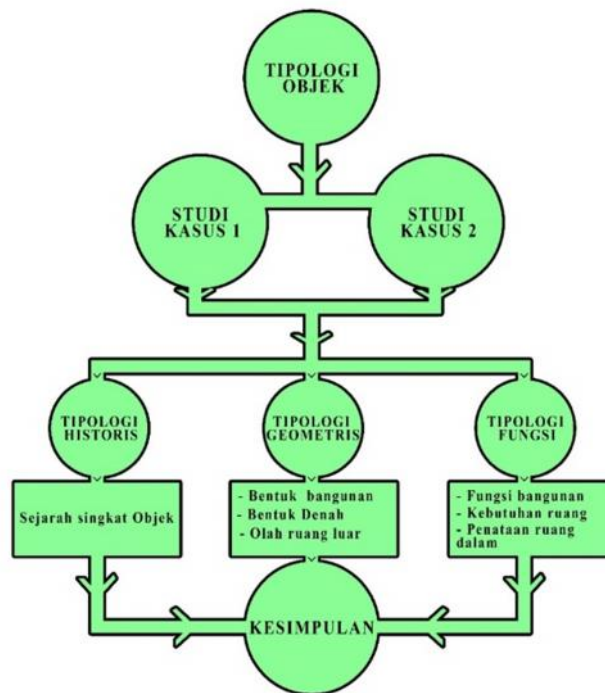 TIPOLOGI
OBJEK
STUDI
KASUS 1
STUDI
KASUS 2
TIPOLOGI
HISTORIS
TIPOLOGI
GEOMETRIS
TIPOLOGI
FUNGSI
Sejarah singkat Objek
- Bentuk bangunan
- Bentuk Denah
- Olah ruang luar
- Fungsi bangunan
- Kebutuhan ruang
- Penataan ruang
dalam
KESIMPULAN